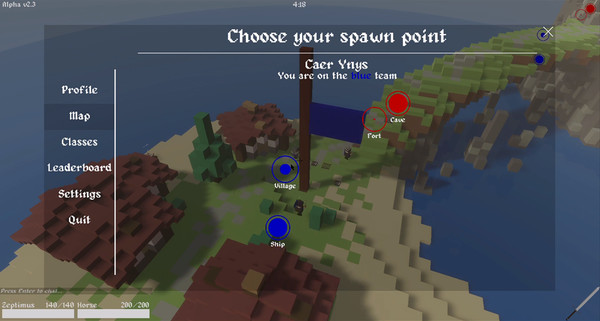 Alpha v2.3
4:18
Choose your spawn point
Caer Ynys
You are on the blue team
Profile
Map
Classes
Leaderboard
Settings
Quit
Cave
Fort
Village
Ship
Press Enter to chat...
Zeptimus 140/140 Horse 200/200